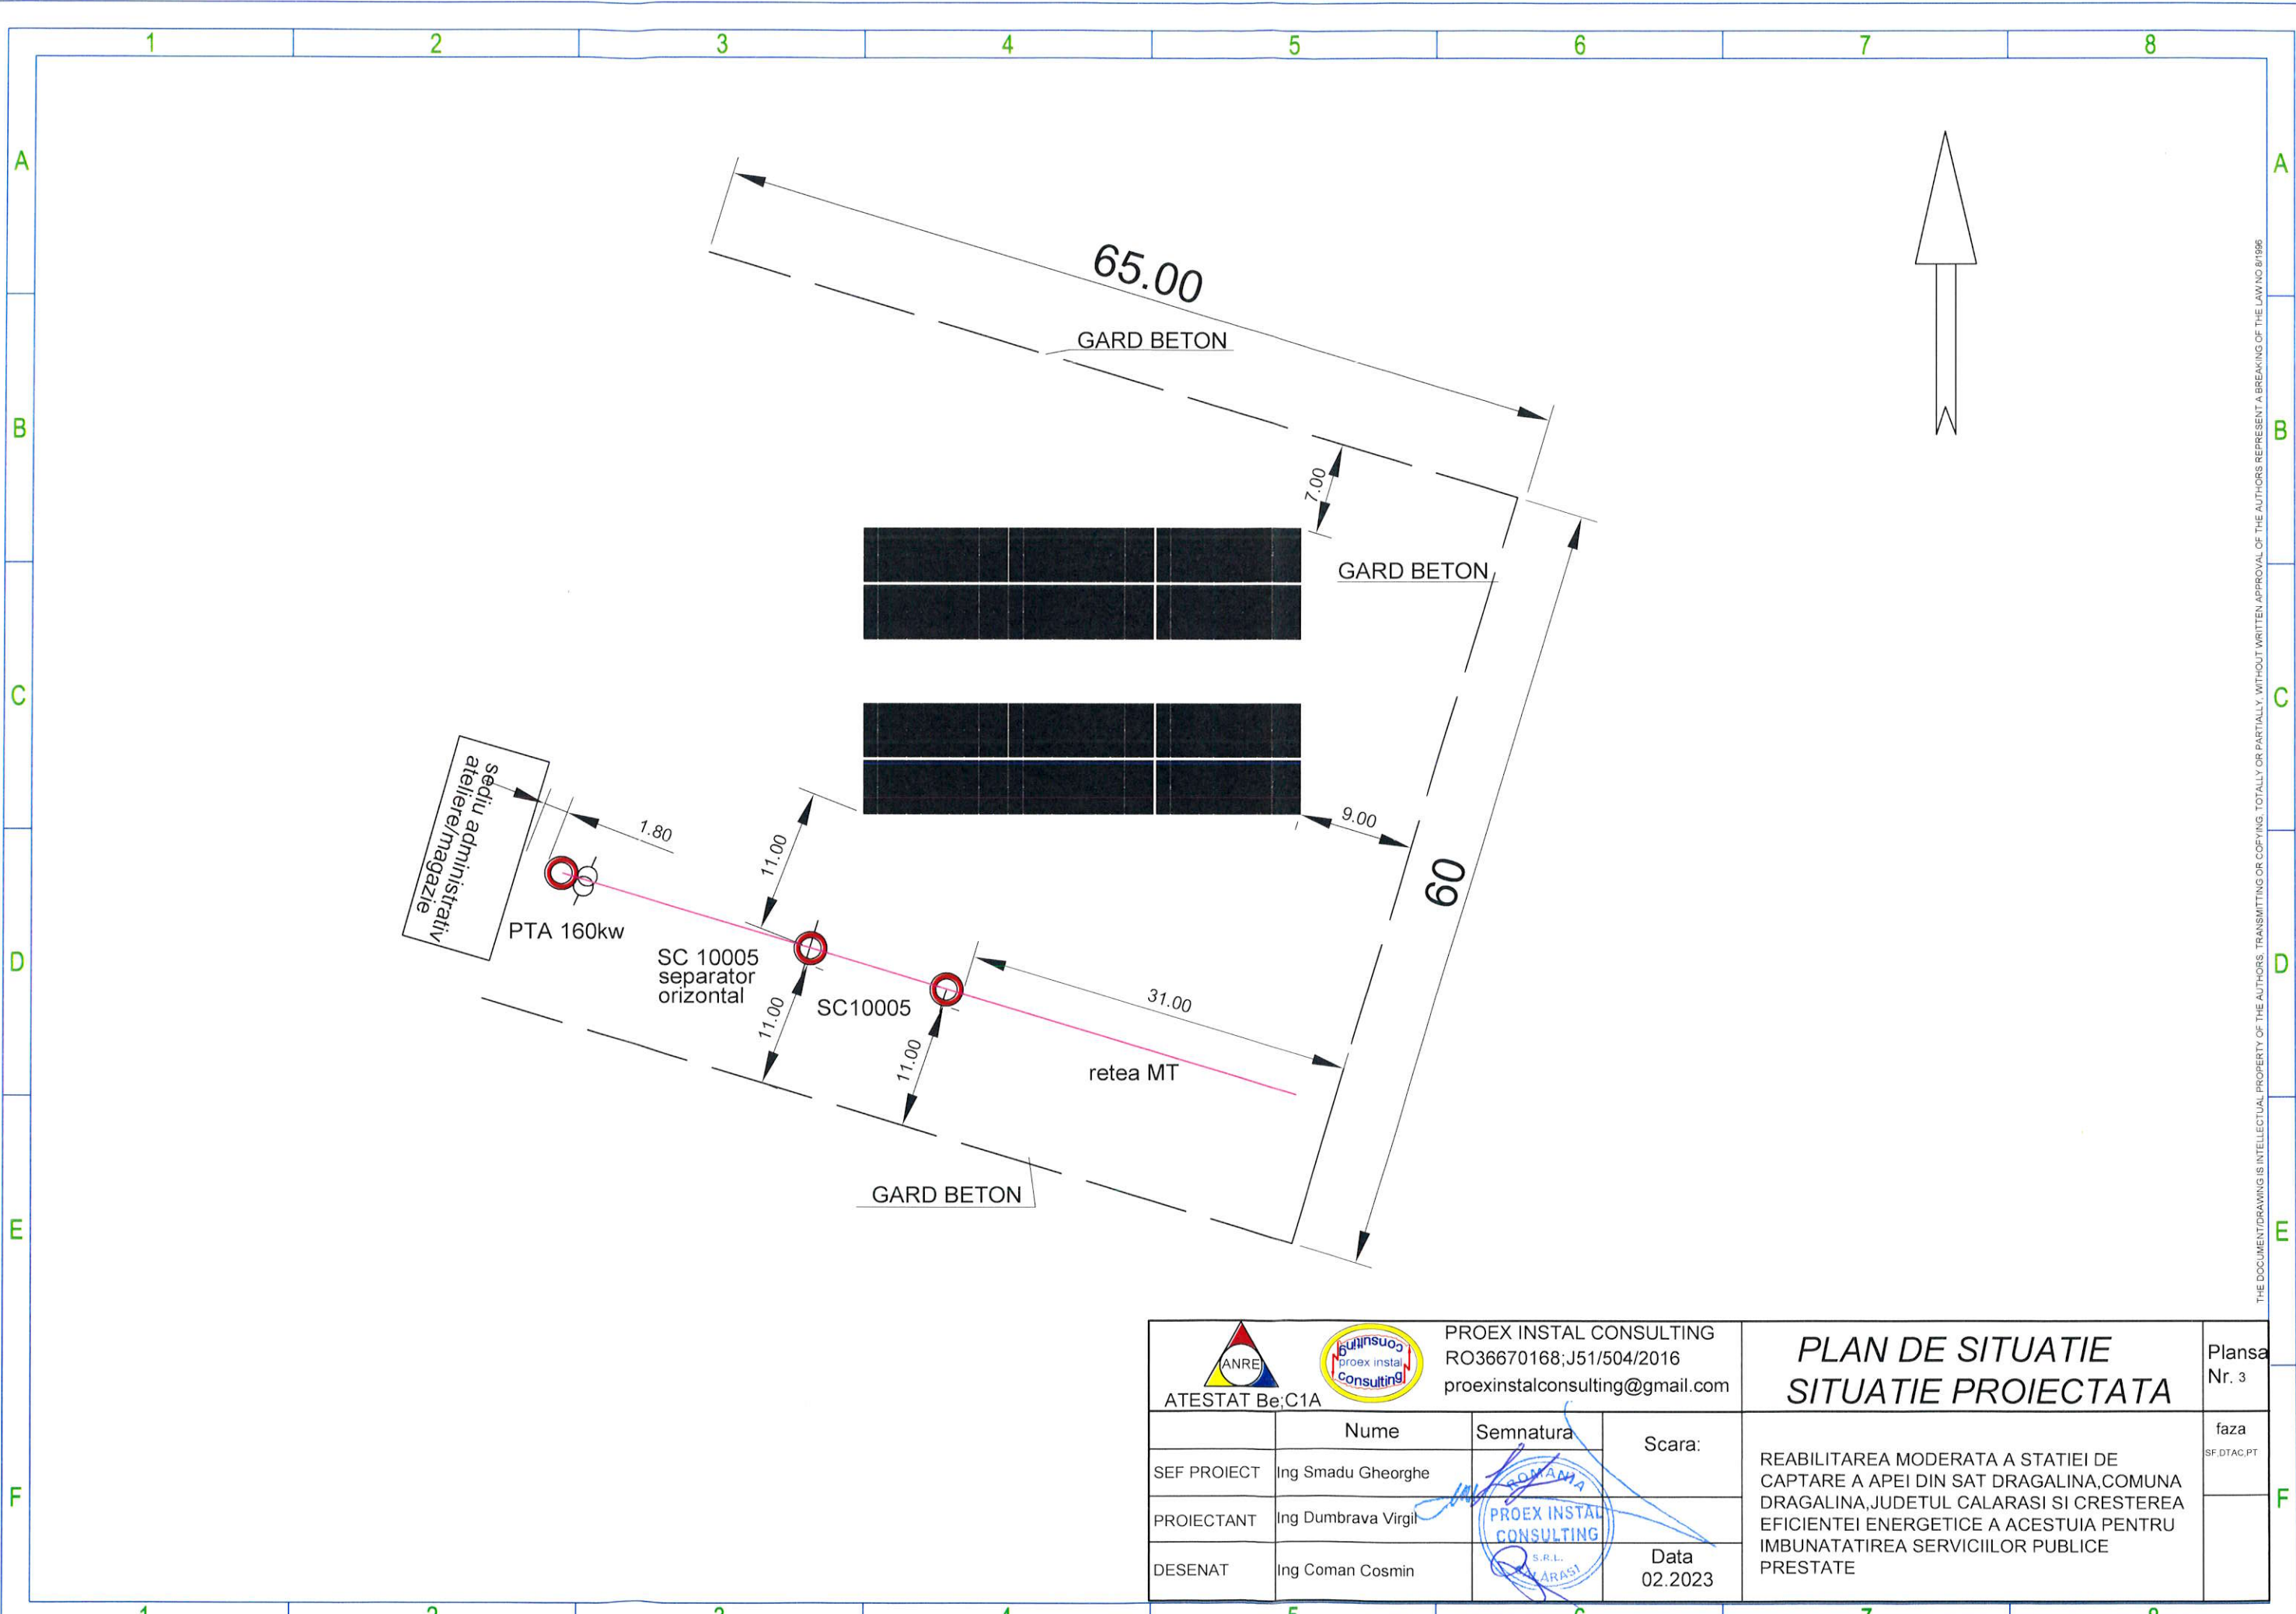 1 2 3 4 5 6 7 8
A A
B B
C C
D D
E E
F F
65.00
GARD BETON
7.00
GARD BETON
9.00
60
sediu administrativ
ateliere/magazie
1.80
PTA 160kw
11.00
SC 10005
separator
orizontal
11.00
SC10005
11.00
31.00
retea MT
GARD BETON
THE DOCUMENT/DRAWING IS INTELLECTUAL PROPERTY OF THE AUTHORS. TRANSMITTING OR COPYING, TOTALLY OR PARTIALLY, WITHOUT WRITTEN APPROVAL OF THE AUTHORS REPRESENT A BREAKING OF THE LAW NO 8/1996
ANRE
ATESTAT Be;C1A
consulting
proex instal
consulting
PROEX INSTAL CONSULTING
RO36670168;J51/504/2016
proexinstalconsulting@gmail.com
PLAN DE SITUATIE
SITUATIE PROIECTATA
Plansa
Nr. 3
Nume
Semnatura
Scara:
faza
SF,DTAC,PT
SEF PROIECT
Ing Smadu Gheorghe
PROIECTANT
Ing Dumbrava Virgil
DESENAT
Ing Coman Cosmin
Data
02.2023
ROMANIA
PROEX INSTAL
CONSULTING
S.R.L.
REABILITAREA MODERATA A STATIEI DE
CAPTARE A APEI DIN SAT DRAGALINA,COMUNA
DRAGALINA,JUDETUL CALARASI SI CRESTEREA
EFICIENTEI ENERGETICE A ACESTUIA PENTRU
IMBUNATATIREA SERVICIILOR PUBLICE
PRESTATE